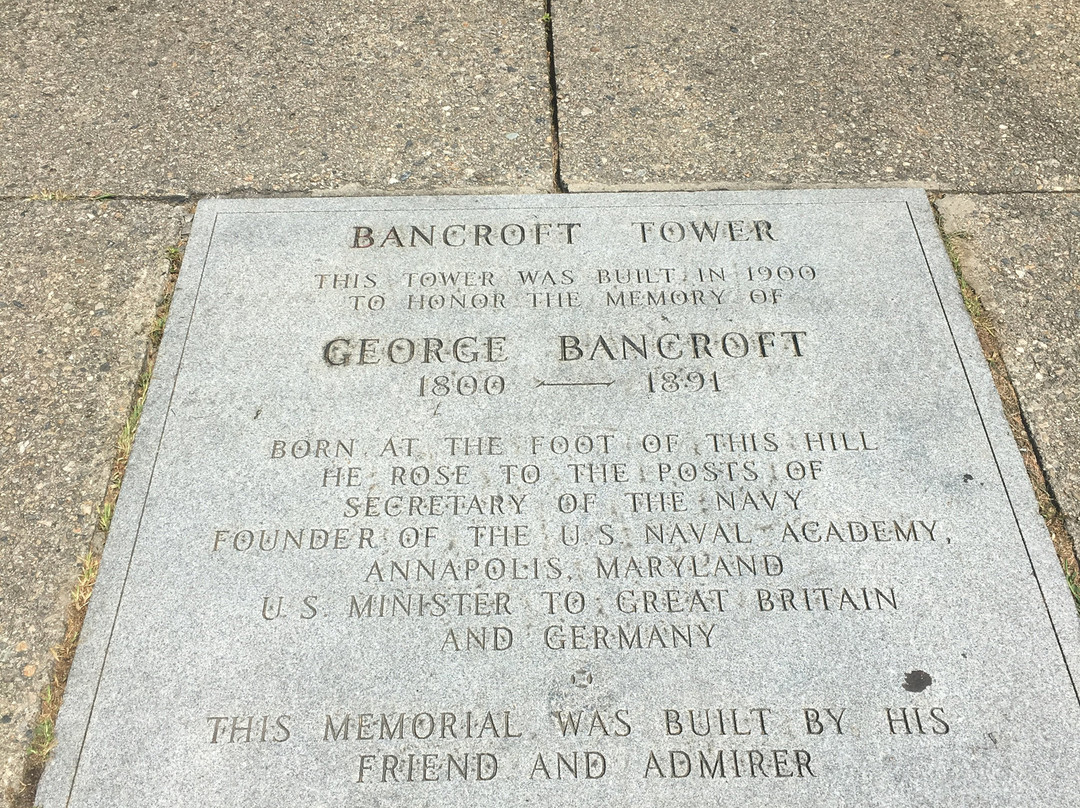 BANCROFT TOWER
THIS TOWER WAS BUILT IN 1900
TO HONOR THE MEMORY OF
GEORGE BANCROFT
1800 — 1891
BORN AT THE FOOT OF THIS HILL
HE ROSE TO THE POSTS OF
SECRETARY OF THE NAVY
FOUNDER OF THE U.S. NAVAL ACADEMY,
ANNAPOLIS, MARYLAND
U.S. MINISTER TO GREAT BRITAIN
AND GERMANY
THIS MEMORIAL WAS BUILT BY HIS
FRIEND AND ADMIRER